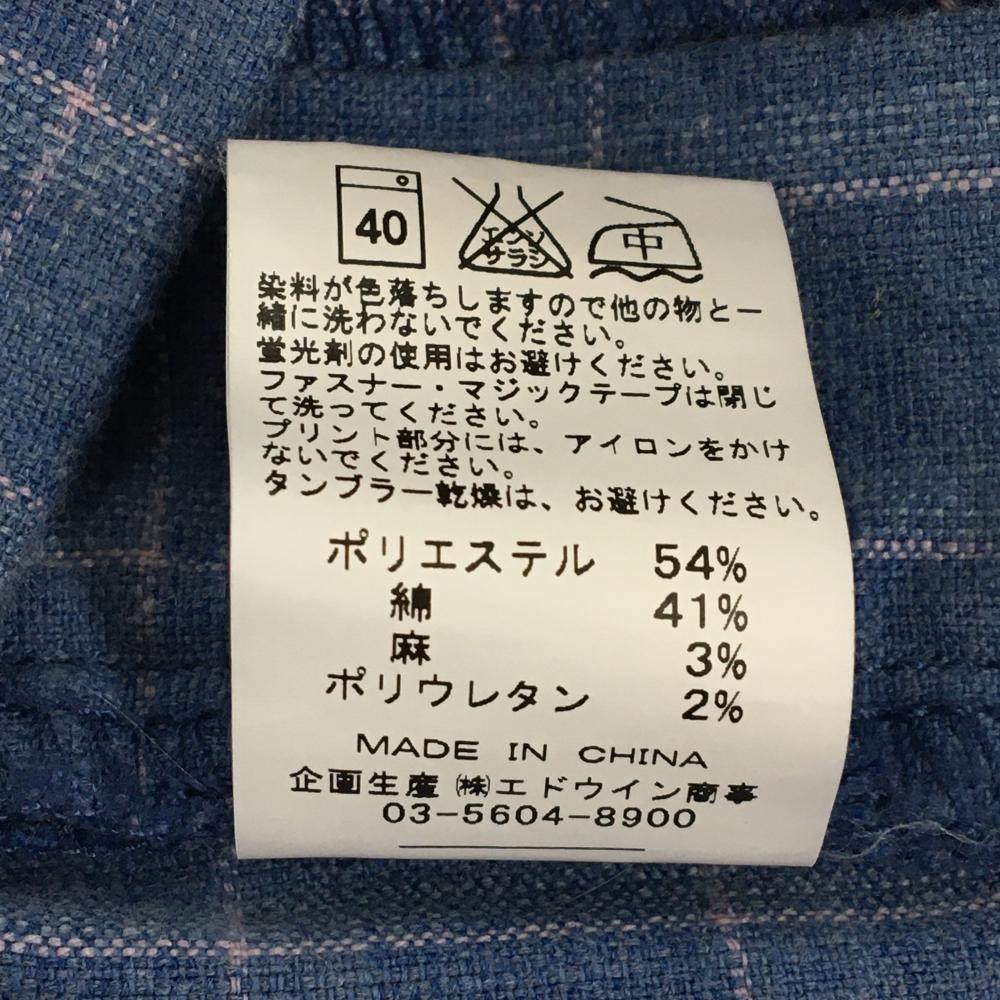 40 エンソ 中
サラシ
染料が色落ちしますので他の物と一
緒に洗わないでください。
蛍光剤の使用はお避けください。
ファスナー・マジックテープは閉じ
て洗ってください。
プリント部分には、アイロンをかけ
ないでください。
タンブラー乾燥は、お避けください。
ポリエステル 54%
綿 41%
麻 3%
ポリウレタン 2%
MADE IN CHINA
企画生産 ㈱エドウイン商事
03-5604-8900